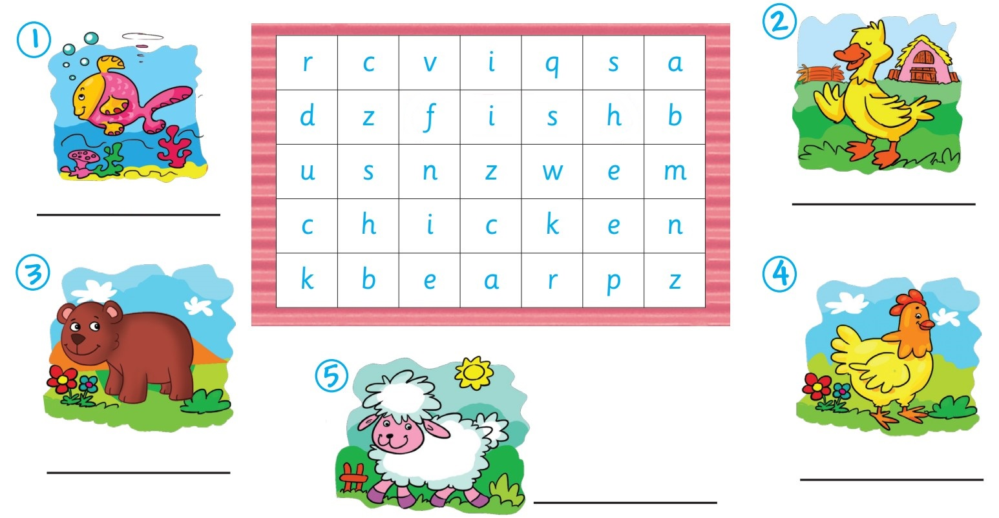 1
2
r c v i q s a
d z f i s h b
u s n z w e m
c h i c k e n
k b e a r p z
3
4
5